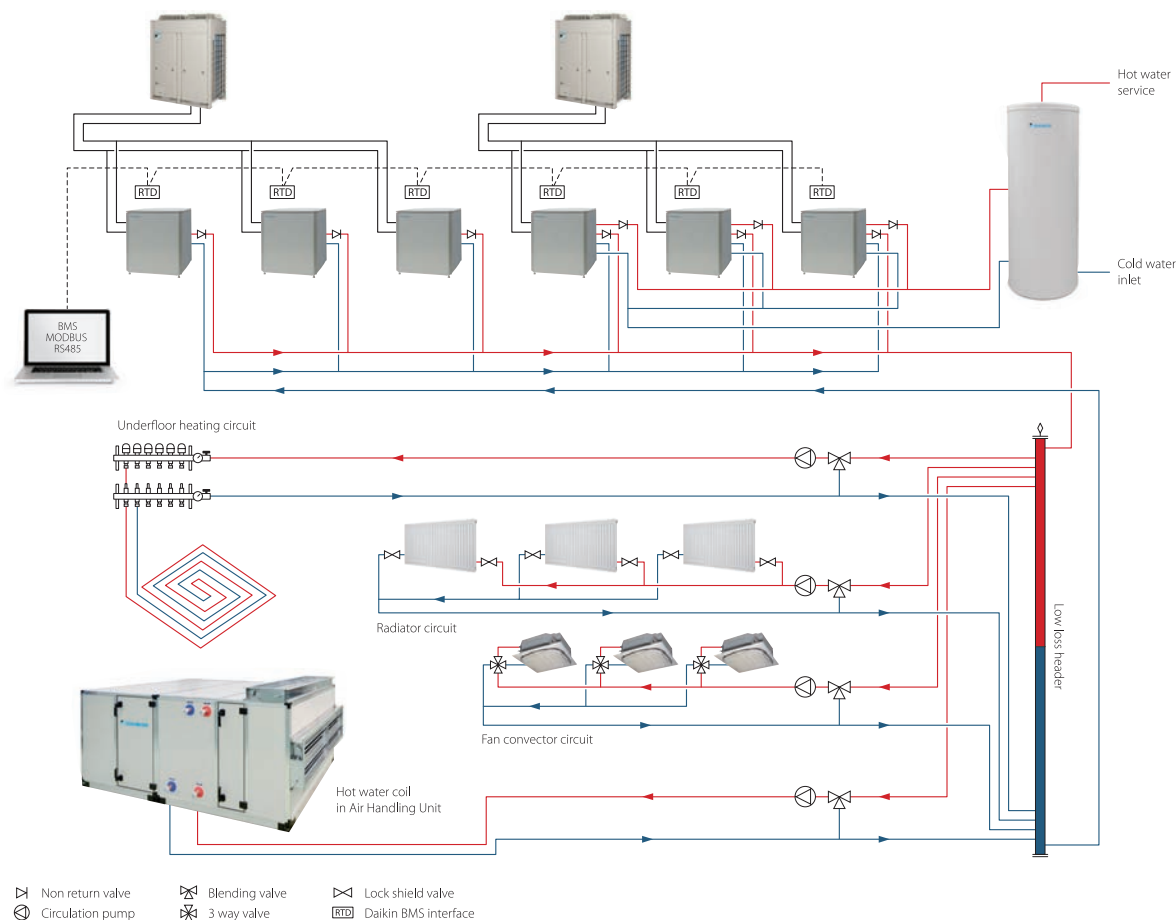 Hot water
service
RTD
RTD
RTD
RTD
RTD
RTD
Cold water
inlet
BMS
MODBUS
RS485
Underfloor heating circuit
Radiator circuit
Low loss header
Fan convector circuit
Hot water coil
in Air Handling Unit
Non return valve
Blending valve
Lock shield valve
Circulation pump
3 way valve
RTD Daikin BMS interface